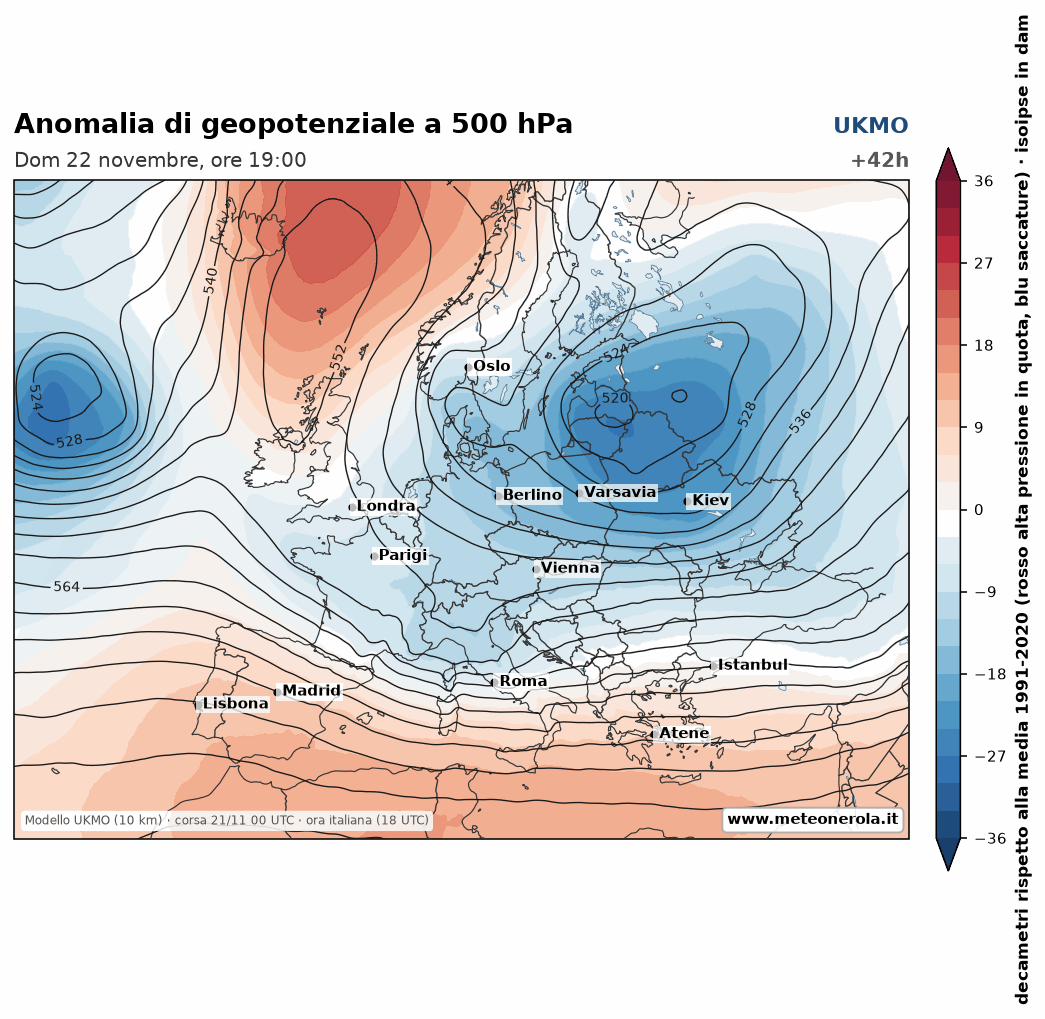 Anomalia di geopotenziale a 500 hPa
UKMO
Dom 22 novembre, ore 19:00
+42h
540
552
524
528
564
524
520
528
536
Oslo
Londra
Berlino
Varsavia
Kiev
Parigi
Vienna
Istanbul
Roma
Madrid
Lisbona
Atene
Modello UKMO (10 km) · corsa 21/11 00 UTC · ora italiana (18 UTC)
www.meteonerola.it
36
27
18
9
0
−9
−18
−27
−36
decametri rispetto alla media 1991-2020 (rosso alta pressione in quota, blu saccature) · isoipse in dam